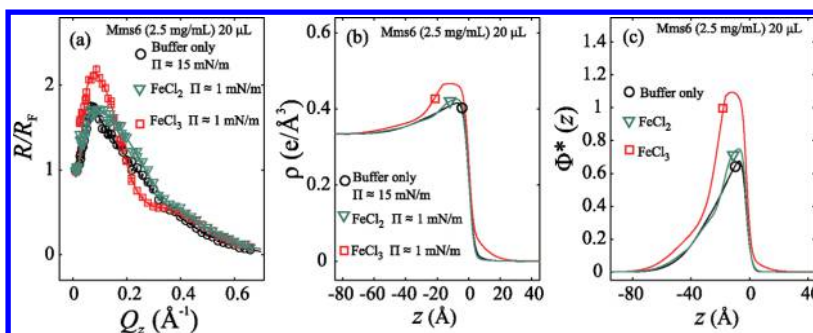 (a) Mms6 (2.5 mg/mL) 20 μL
Buffer only
Π ≈ 15 mN/m
FeCl2 Π ≈ 1 mN/m
FeCl3 Π ≈ 1 mN/m
R/RF
2
1
0
0 0.2 0.4 0.6
Qz (Å-1)
(b) Mms6 (2.5 mg/mL) 20 μL
Buffer only
Π ≈ 15 mN/m
FeCl2 Π ≈ 1 mN/m
FeCl3 Π ≈ 1 mN/m
ρ (e/Å3)
0.4
0.2
0
-80 -60 -40 -20 0 20 40
z (Å)
Mms6 (2.5 mg/mL) 20 μL
(c)
Buffer only
FeCl2
FeCl3
Φ* (z)
1.4
1.2
1
0.8
0.6
0.4
0.2
0
-80 -40 0 40
z (Å)